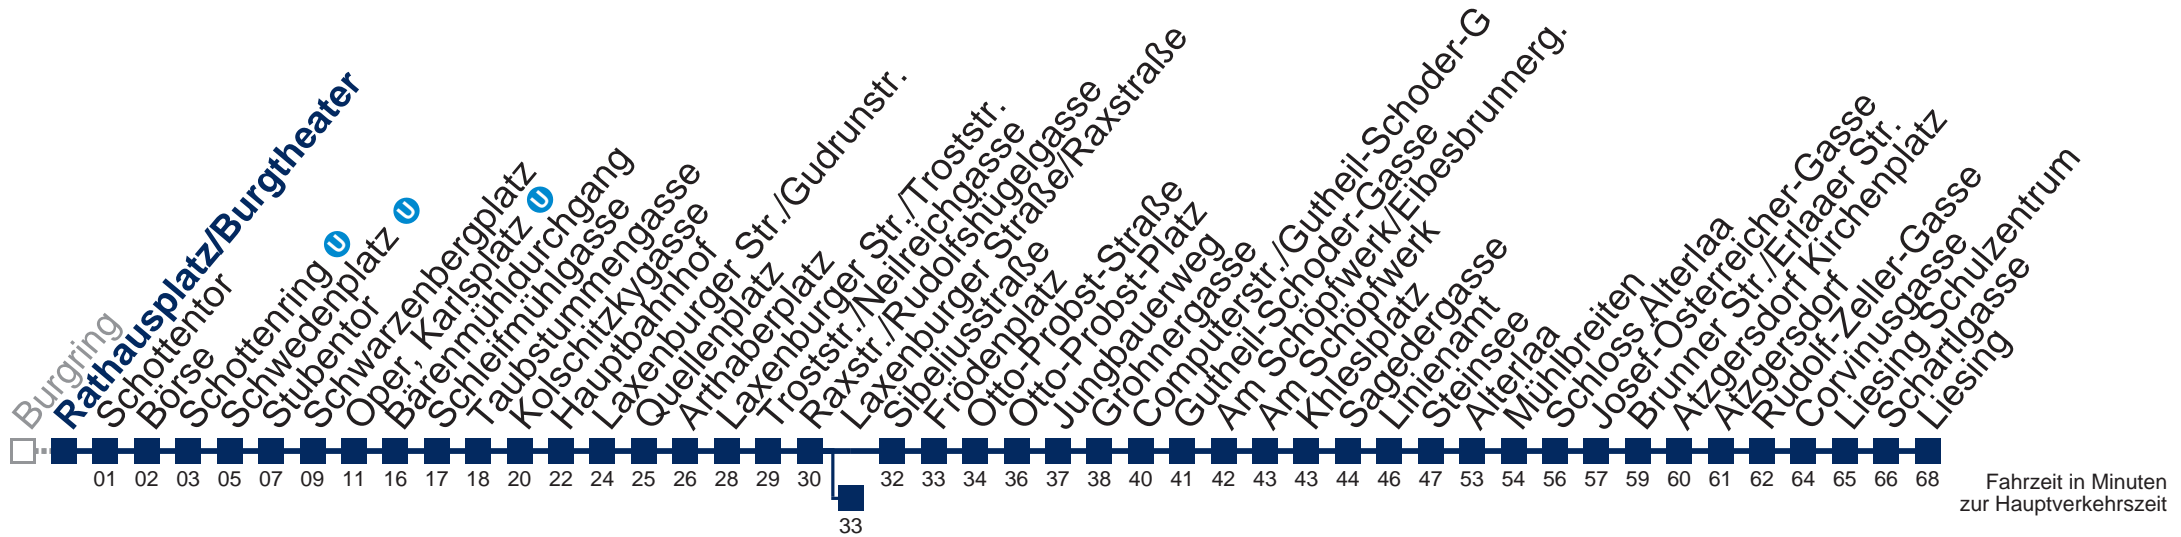 Burgring
Rathausplatz/Burgtheater
Schottentor
Börse
Schottenring U
Schwedenplatz U
Stubentor
Schwarzenbergplatz
Oper, Karlsplatz U
Bärenmühldurchgang
Schleifmühlgasse
Taubstummengasse
Kolschitzkygasse
Hauptbahnhof
Laxenburger Str./Gudrunstr.
Quellenplatz
Arthaberplatz
Laxenburger Str./Troststr.
Troststr./Neilreichgasse
Raxstr./Rudolfshügelgasse
Laxenburger Straße/Raxstraße
Sibeliusstraße
Frödenplatz
Otto-Probst-Straße
Otto-Probst-Platz
Jungbauerweg
Grohnergasse
Computerstr./Gutheil-Schoder-G
Gutheil-Schoder-Gasse
Am Schöpfwerk/Eibesbrunnerg.
Am Schöpfwerk
Khleslplatz
Sagedergasse
Linienamt
Steinsee
Alterlaa
Mühlbreiten
Schloss Alterlaa
Josef-Österreicher-Gasse
Brunner Str./Erlaaer Str.
Atzgersdorf Kirchenplatz
Atzgersdorf
Rudolf-Zeller-Gasse
Corvinusgasse
Liesing Schulzentrum
Schartlgasse
Liesing
01 02 03 05 07 09 11 16 17 18 20 22 24 25 26 28 29 30 32 33 34 36 37 38 40 41 42 43 43 44 46 47 53 54 56 57 59 60 61 62 64 65 66 68
33
Fahrzeit in Minuten
zur Hauptverkehrszeit